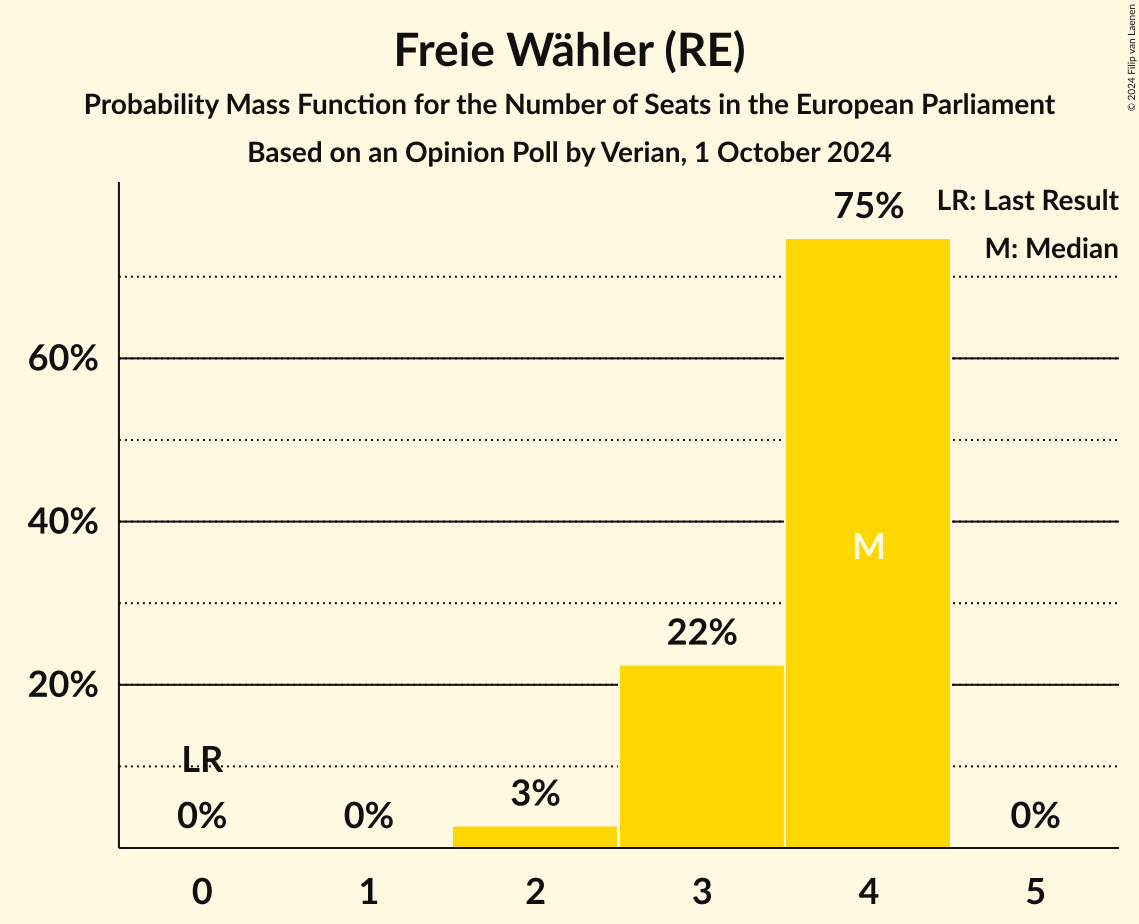 Freie Wähler (RE)
Probability Mass Function for the Number of Seats in the European Parliament
Based on an Opinion Poll by Verian, 1 October 2024
© 2024 Filip van Laenen
LR: Last Result
M: Median
75%
60%
40%
M
22%
20%
LR
3%
0%
0%
0%
0 1 2 3 4 5